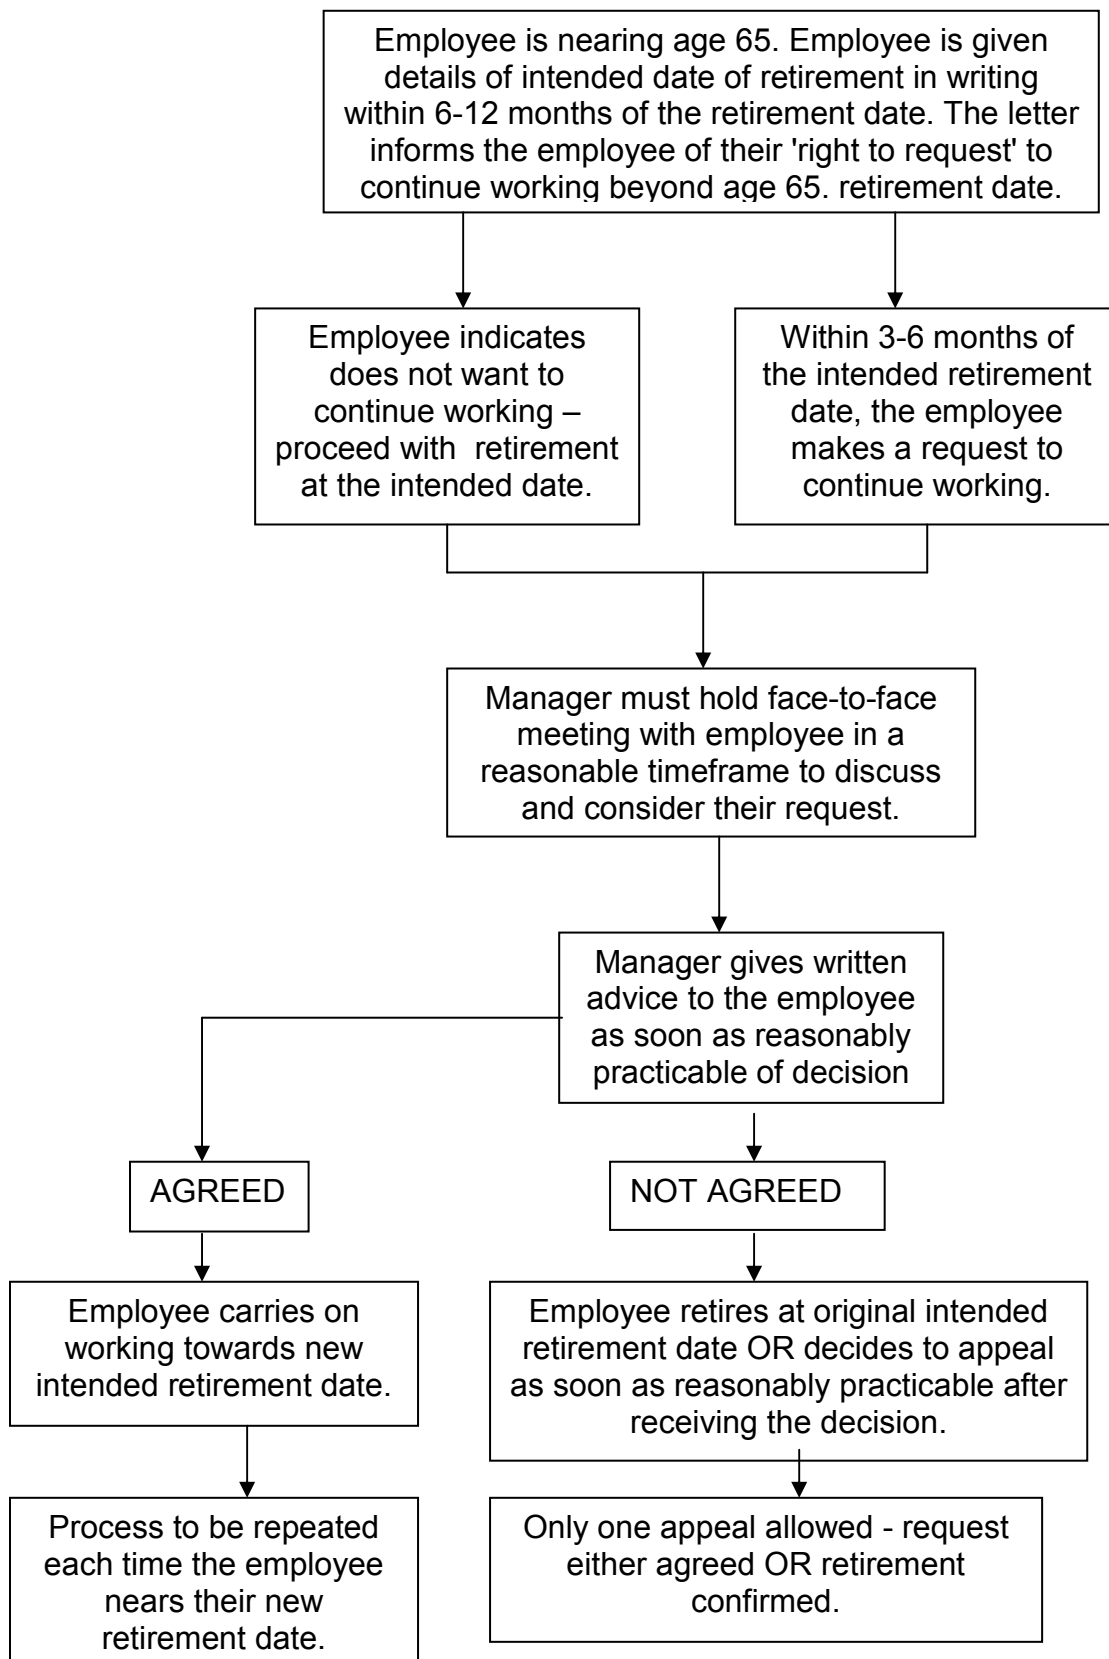 Employee is nearing age 65. Employee is given
details of intended date of retirement in writing
within 6-12 months of the retirement date. The letter
informs the employee of their 'right to request' to
continue working beyond age 65. retirement date.
Employee indicates
does not want to
continue working –
proceed with retirement
at the intended date.
Within 3-6 months of
the intended retirement
date, the employee
makes a request to
continue working.
Manager must hold face-to-face
meeting with employee in a
reasonable timeframe to discuss
and consider their request.
Manager gives written
advice to the employee
as soon as reasonably
practicable of decision
AGREED
NOT AGREED
Employee carries on
working towards new
intended retirement date.
Employee retires at original intended
retirement date OR decides to appeal
as soon as reasonably practicable after
receiving the decision.
Process to be repeated
each time the employee
nears their new
retirement date.
Only one appeal allowed - request
either agreed OR retirement
confirmed.